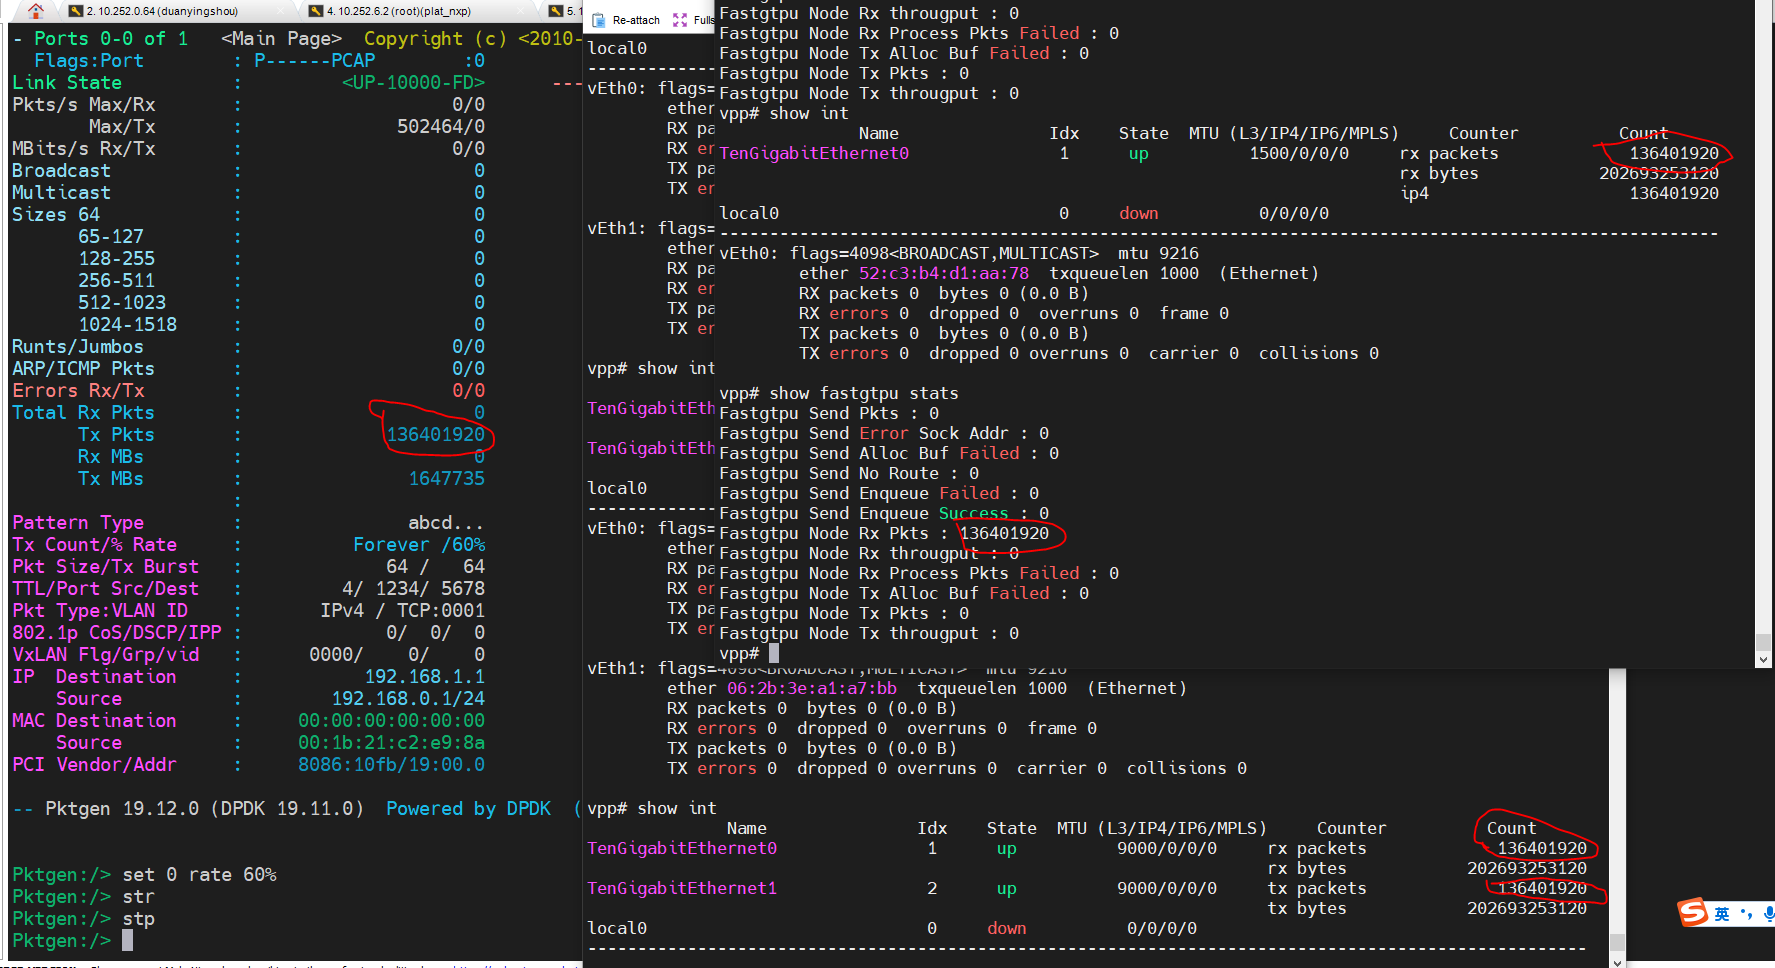 2. 10.252.0.64 (duanyingshou)
4. 10.252.6.2 (root)(plat_nxp)
5. 1
- Ports 0-0 of 1   <Main Page>  Copyright (c) <2010-
Flags:Port : P------PCAP :0
Link State : <UP-10000-FD> ---
Pkts/s Max/Rx : 0/0
Max/Tx : 502464/0
MBits/s Rx/Tx : 0/0
Broadcast : 0
Multicast : 0
Sizes 64 : 0
65-127 : 0
128-255 : 0
256-511 : 0
512-1023 : 0
1024-1518 : 0
Runts/Jumbos : 0/0
ARP/ICMP Pkts : 0/0
Errors Rx/Tx : 0/0
Total Rx Pkts : 0
Tx Pkts : 136401920
Rx MBs : 0
Tx MBs : 1647735
:
Pattern Type : abcd...
Tx Count/% Rate : Forever /60%
Pkt Size/Tx Burst : 64 /   64
TTL/Port Src/Dest : 4/ 1234/ 5678
Pkt Type:VLAN ID : IPv4 / TCP:0001
802.1p CoS/DSCP/IPP : 0/  0/  0
VxLAN Flg/Grp/vid : 0000/    0/    0
IP  Destination : 192.168.1.1
Source : 192.168.0.1/24
MAC Destination : 00:00:00:00:00:00
Source : 00:1b:21:c2:e9:8a
PCI Vendor/Addr : 8086:10fb/19:00.0
-- Pktgen 19.12.0 (DPDK 19.11.0)  Powered by DPDK  (
Pktgen:/> set 0 rate 60%
Pktgen:/> str
Pktgen:/> stp
Pktgen:/>
Re-attach
Fulls
local0
-------------
vEth0: flags=
ether
RX pa
RX er
TX pa
TX er
vEth1: flags=
ether
RX pa
RX er
TX pa
TX er
vpp# show int
TenGigabitEth
TenGigabitEth
local0
-------------
vEth0: flags=
ether
RX pa
RX er
TX pa
TX er
vEth1: flags=4098<BROADCAST,MULTICAST>  mtu 9216
ether 06:2b:3e:a1:a7:bb  txqueuelen 1000  (Ethernet)
RX packets 0  bytes 0 (0.0 B)
RX errors 0  dropped 0  overruns 0  frame 0
TX packets 0  bytes 0 (0.0 B)
TX errors 0  dropped 0 overruns 0  carrier 0  collisions 0
vpp# show int
Name Idx State MTU (L3/IP4/IP6/MPLS) Counter Count
TenGigabitEthernet0 1 up 9000/0/0/0 rx packets 136401920
rx bytes 202693253120
TenGigabitEthernet1 2 up 9000/0/0/0 tx packets 136401920
tx bytes 202693253120
local0 0 down 0/0/0/0
Fastgtpu Node Rx througput : 0
Fastgtpu Node Rx Process Pkts Failed : 0
Fastgtpu Node Tx Alloc Buf Failed : 0
Fastgtpu Node Tx Pkts : 0
Fastgtpu Node Tx througput : 0
vpp# show int
Name Idx State MTU (L3/IP4/IP6/MPLS) Counter Count
TenGigabitEthernet0 1 up 1500/0/0/0 rx packets 136401920
rx bytes 202693253120
ip4 136401920
local0 0 down 0/0/0/0
vEth0: flags=4098<BROADCAST,MULTICAST>  mtu 9216
ether 52:c3:b4:d1:aa:78  txqueuelen 1000  (Ethernet)
RX packets 0  bytes 0 (0.0 B)
RX errors 0  dropped 0  overruns 0  frame 0
TX packets 0  bytes 0 (0.0 B)
TX errors 0  dropped 0 overruns 0  carrier 0  collisions 0
vpp# show fastgtpu stats
Fastgtpu Send Pkts : 0
Fastgtpu Send Error Sock Addr : 0
Fastgtpu Send Alloc Buf Failed : 0
Fastgtpu Send No Route : 0
Fastgtpu Send Enqueue Failed : 0
Fastgtpu Send Enqueue Success : 0
Fastgtpu Node Rx Pkts : 136401920
Fastgtpu Node Rx througput : 0
Fastgtpu Node Rx Process Pkts Failed : 0
Fastgtpu Node Tx Alloc Buf Failed : 0
Fastgtpu Node Tx Pkts : 0
Fastgtpu Node Tx througput : 0
vpp#
S 英